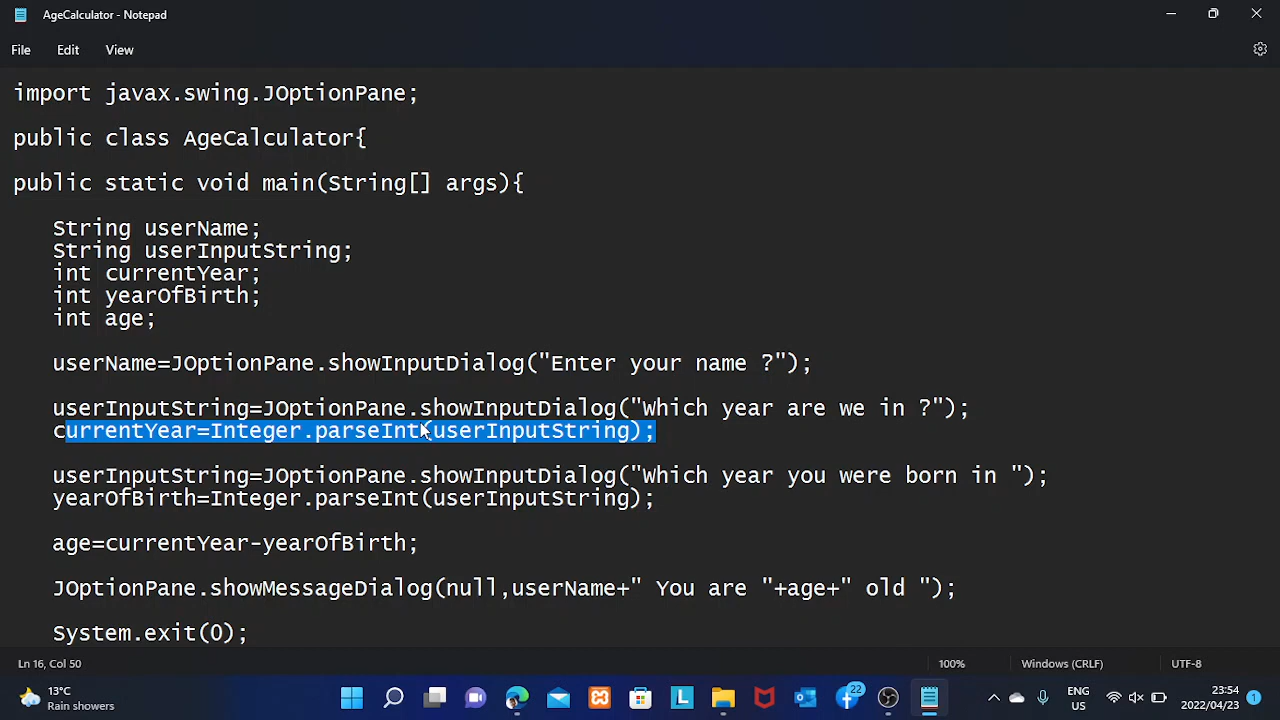 AgeCalculator - Notepad
File Edit View
import javax.swing.JOptionPane;
public class AgeCalculator{
public static void main(String[] args){
String userName;
String userInputString;
int currentYear;
int yearOfBirth;
int age;
userName=JOptionPane.showInputDialog("Enter your name ?");
userInputString=JOptionPane.showInputDialog("Which year are we in ?");
currentYear=Integer.parseInt(userInputString);
userInputString=JOptionPane.showInputDialog("Which year you were born in ");
yearOfBirth=Integer.parseInt(userInputString);
age=currentYear-yearOfBirth;
JOptionPane.showMessageDialog(null,userName+" You are "+age+" old ");
System.exit(0);
Ln 16, Col 50 100% Windows (CRLF) UTF-8
13°C
Rain showers
L
22
ENG
US
23:54
2022/04/23
1